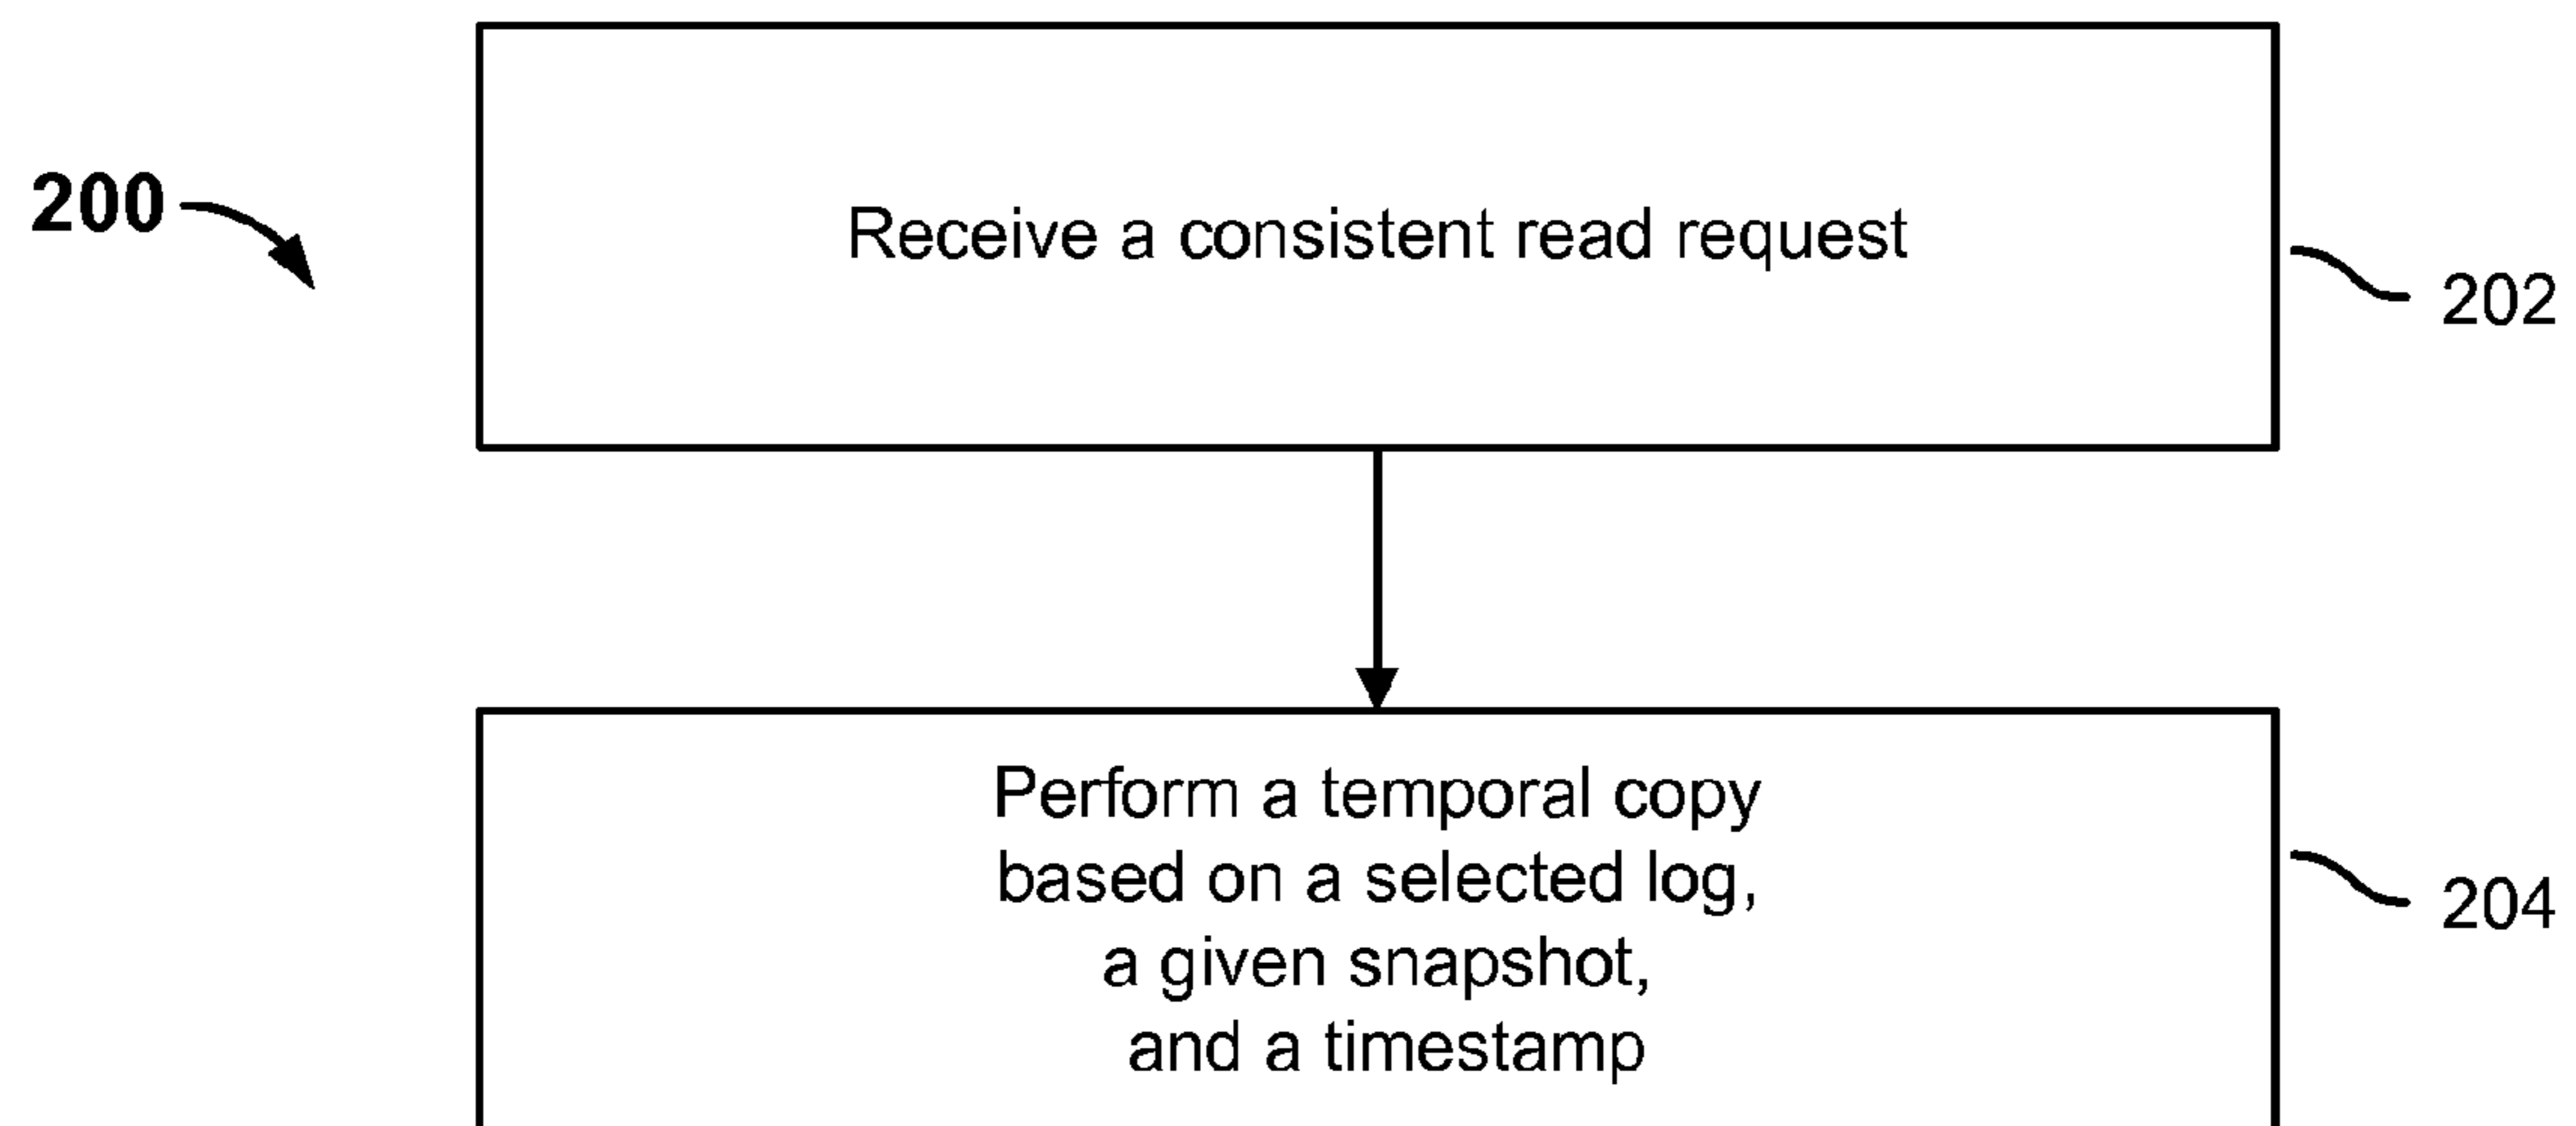 200
Receive a consistent read request
202
Perform a temporal copy
based on a selected log,
a given snapshot,
and a timestamp
204